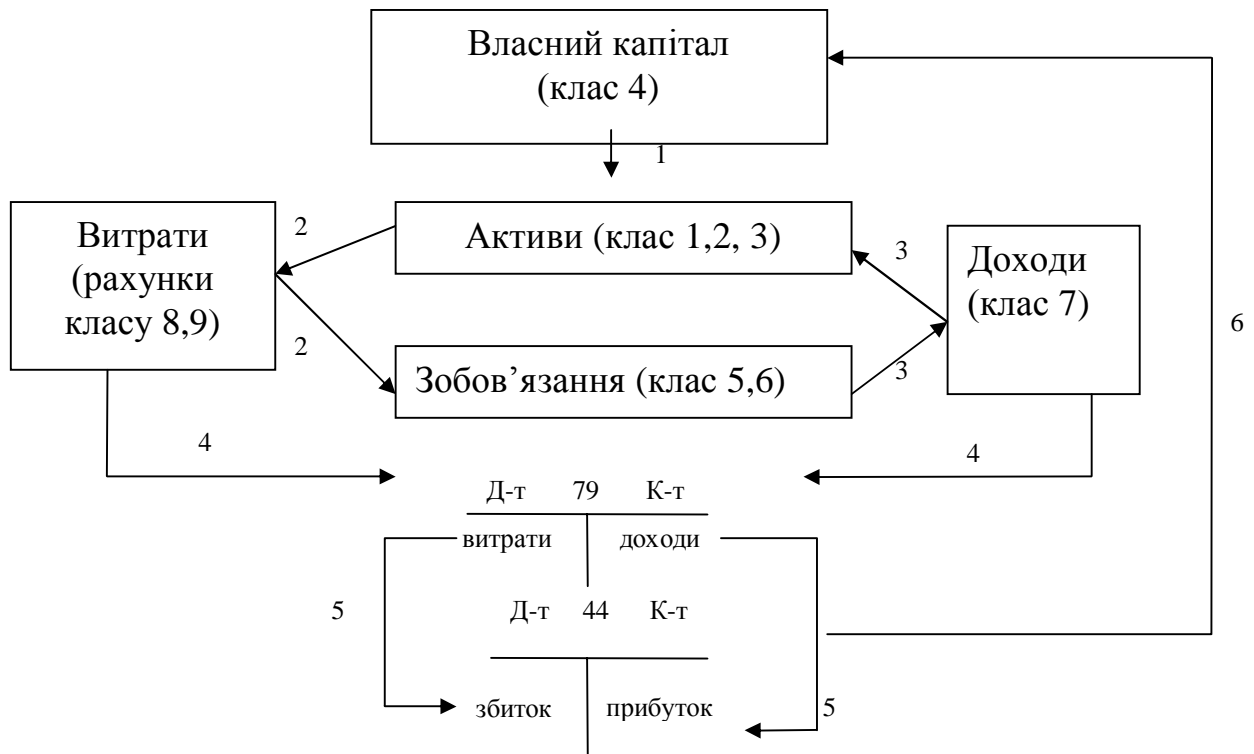 Власний капітал
(клас 4)
1
Витрати
(рахунки
класу 8,9)
2
Активи (клас 1,2, 3)
3
Доходи
(клас 7)
6
2
Зобов’язання (клас 5,6)
3
4
4
Д-т 79 К-т
витрати доходи
5
Д-т 44 К-т
збиток прибуток
5